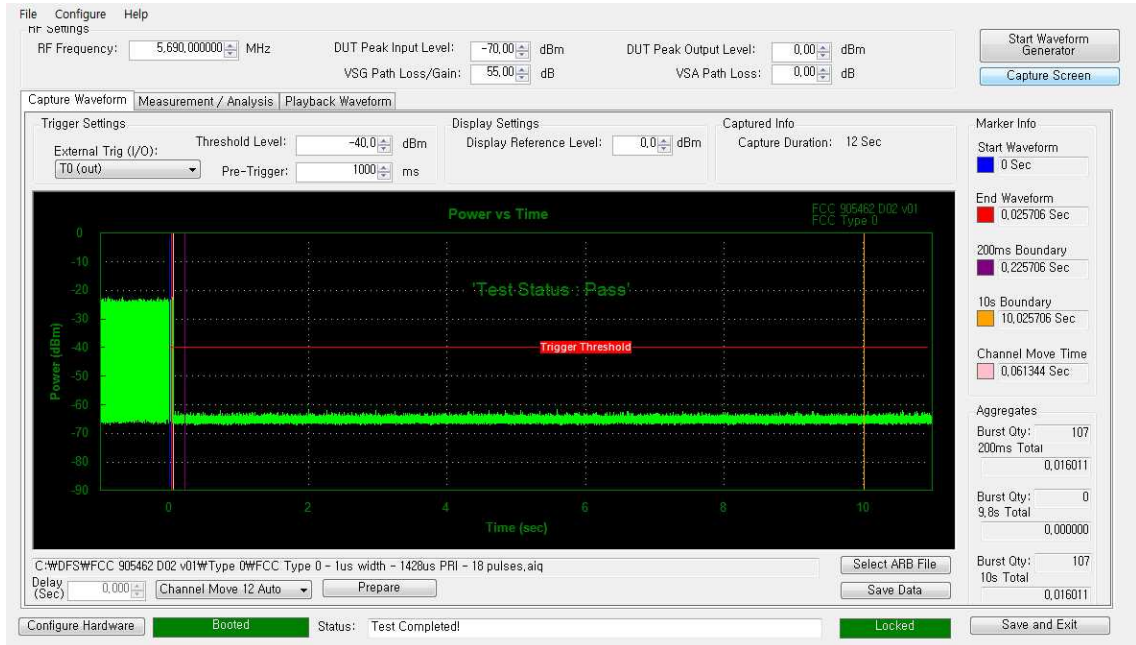 File Configure Help
RF Settings
RF Frequency: 5,690,000000 MHz DUT Peak Input Level: -70,00 dBm DUT Peak Output Level: 0,00 dBm
VSG Path Loss/Gain: 55,00 dB VSA Path Loss: 0,00 dB
Start Waveform Generator
Capture Screen
Capture Waveform Measurement / Analysis Playback Waveform
Trigger Settings
External Trig (I/O): Threshold Level: -40,0 dBm
T0 (out) Pre-Trigger: 1000 ms
Display Settings
Display Reference Level: 0,0 dBm
Captured Info
Capture Duration: 12 Sec
Power vs Time
FCC 905462 D02 v01
FCC Type 0
'Test Status : Pass'
Trigger Threshold
Power (dBm)
0
-10
-20
-30
-40
-50
-60
-70
-80
-90
0 2 4 6 8 10
Time (sec)
Marker Info
Start Waveform
0 Sec
End Waveform
0,025706 Sec
200ms Boundary
0,225706 Sec
10s Boundary
10,025706 Sec
Channel Move Time
0,061344 Sec
Aggregates
Burst Qty: 107
200ms Total
0,016011
Burst Qty: 0
9,8s Total
0,000000
Burst Qty: 107
10s Total
0,016011
C:₩DFS₩FCC 905462 D02 v01₩Type 0₩FCC Type 0 - 1us width - 1428us PRI - 18 pulses,aiq
Select ARB File
Delay (Sec) 0,000 Channel Move 12 Auto Prepare Save Data
Configure Hardware Booted Status: Test Completed! Locked Save and Exit